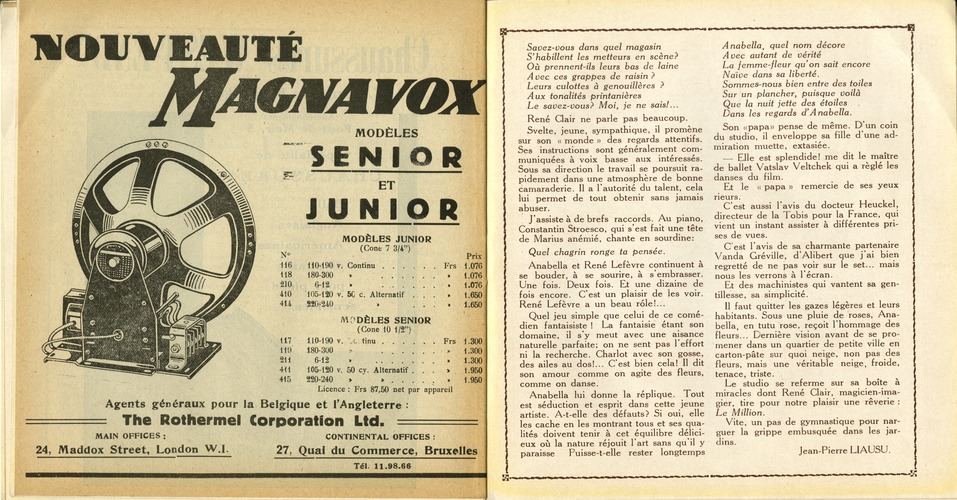 NOUVEAUTÉ
MAGNAVOX
MODÈLES
SENIOR
ET
JUNIOR
MODÈLES JUNIOR
(Cone 7 3/4")
N° Prix
116 110-190 v. Continu . . . . . . . Frs 1.076
118 180-300 » . . . . . . . » 1.076
210 6-12 » . . . . . . . » 1.076
410 105-120 v. 50 c. Alternatif . . . . » 1.650
414 220-240 » . . . . » 1.650
MODÈLES SENIOR
(Cone 10 1/2")
117 110-190 v. tinu . . . . . . . Frs 1.300
119 180-300 » . . . . . . . » 1.300
211 6-12 » . . . . . . . » 1.300
411 105-120 v. 50 cy. Alternatif . . . . » 1.950
415 220-240 » » . . . . » 1.950
Licence : Frs 87,50 net par appareil
Agents généraux pour la Belgique et l'Angleterre :
The Rothermel Corporation Ltd.
MAIN OFFICES :
24, Maddox Street, London W.I.
CONTINENTAL OFFICES :
27, Quai du Commerce, Bruxelles
Tél. 11.98.66
Savez-vous dans quel magasin
S'habillent les metteurs en scène?
Où prennent-ils leurs bas de laine
Avec ces grappes de raisin ?
Leurs culottes à genouillères ?
Aux tonalités printanières
Le savez-vous? Moi, je ne sais!...
René Clair ne parle pas beaucoup.
Svelte, jeune, sympathique, il promène
sur son « monde » des regards attentifs.
Ses instructions sont généralement com-
muniquées à voix basse aux intéressés.
Sous sa direction le travail se poursuit ra-
pidement dans une atmosphère de bonne
camaraderie. Il a l'autorité du talent, cela
lui permet de tout obtenir sans jamais
abuser.
J'assiste à de brefs raccords. Au piano,
Constantin Stroesco, qui s'est fait une tête
de Marius anémié, chante en sourdine:
Quel chagrin ronge ta pensée.
Anabella et René Lefèvre continuent à
se bouder, à se sourire, à s'embrasser.
Une fois. Deux fois. Et une dizaine de
fois encore. C'est un plaisir de les voir.
René Lefèvre a un beau rôle!...
Quel jeu simple que celui de ce comé-
dien fantaisiste ! La fantaisie étant son
domaine, il s'y meut avec une aisance
naturelle parfaite; on ne sent pas l'effort
ni la recherche. Charlot avec son gosse,
des ailes au dos!... C'est bien cela! Il dit
son amour comme on agite des fleurs,
comme on danse.
Anabella lui donne la réplique. Tout
est séduction et esprit dans cette jeune
artiste. A-t-elle des défauts? Si oui, elle
les cache en les montrant tous et ses qua-
lités doivent tenir à cet équilibre délici-
eux où la nature réjouit l'art sans qu'il y
paraisse Puisse-t-elle rester longtemps
Anabella, quel nom décore
Avec autant de vérité
La femme-fleur qu'on sait encore
Naïve dans sa liberté.
Sommes-nous bien entre des toiles
Sur un plancher, puisque voilà
Que la nuit jette des étoiles
Dans les regards d'Anabella.
Son «papa» pense de même. D'un coin
du studio, il enveloppe sa fille d'une ad-
miration muette, extasiée.
— Elle est splendide! me dit le maître
de ballet Vatslav Veltchek qui a règlé les
danses du film.
Et le « papa » remercie de ses yeux
rieurs.
C'est aussi l'avis du docteur Heuckel,
directeur de la Tobis pour la France, qui
vient un instant assister à différentes pri-
ses de vues.
C'est l'avis de sa charmante partenaire
Vanda Gréville, d'Alibert que j'ai bien
regretté de ne pas voir sur le set... mais
nous les verrons à l'écran.
Et des machinistes qui vantent sa gen-
tillesse, sa simplicité.
Il faut quitter les gazes légères et leurs
habitants. Sous une pluie de roses, Ana-
bella, en tutu rose, reçoit l'hommage des
fleurs... Dernière vision avant de se pro-
mener dans un quartier de petite ville en
carton-pâte sur quoi neige, non pas des
fleurs, mais une véritable neige, froide,
tenace, triste.
Le studio se referme sur sa boîte à
miracles dont René Clair, magicien-ima-
gier, tire pour notre plaisir une rêverie :
Le Million.
Vite, un pas de gymnastique pour nar-
guer la grippe embusquée dans les jar-
dins.
Jean-Pierre LIAUSU.